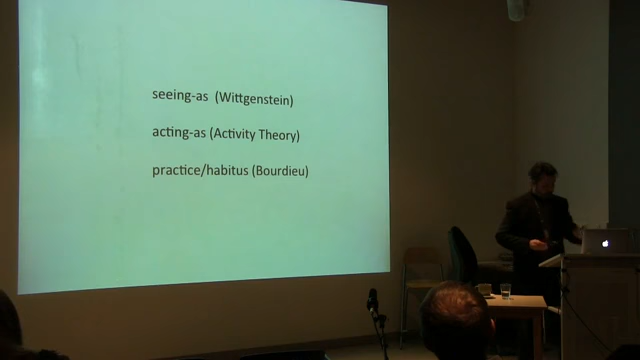 seeing-as (Wittgenstein)
acting-as (Activity Theory)
practice/habitus (Bourdieu)